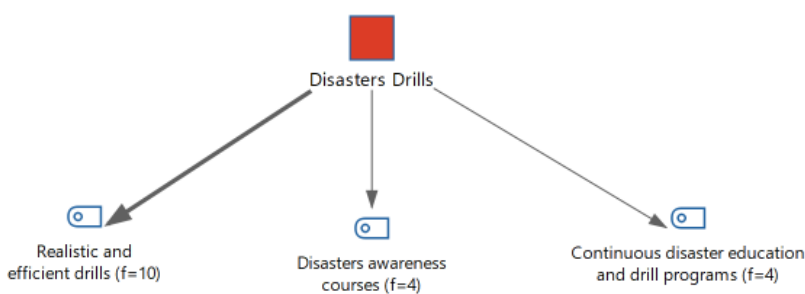 Disasters Drills
Realistic and
efficient drills (f=10)
Disasters awareness
courses (f=4)
Continuous disaster education
and drill programs (f=4)